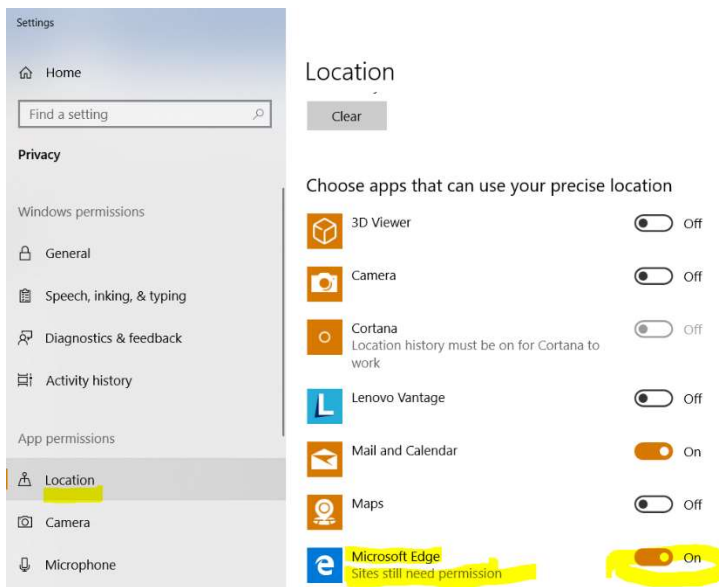 Settings
Home
Find a setting
Privacy
Windows permissions
General
Speech, inking, & typing
Diagnostics & feedback
Activity history
App permissions
Location
Camera
Microphone
Location
Clear
Choose apps that can use your precise location
3D Viewer
Off
Camera
Off
Cortana
Off
Location history must be on for Cortana to
work
Lenovo Vantage
Off
Mail and Calendar
On
Maps
Off
Microsoft Edge
On
Sites still need permission